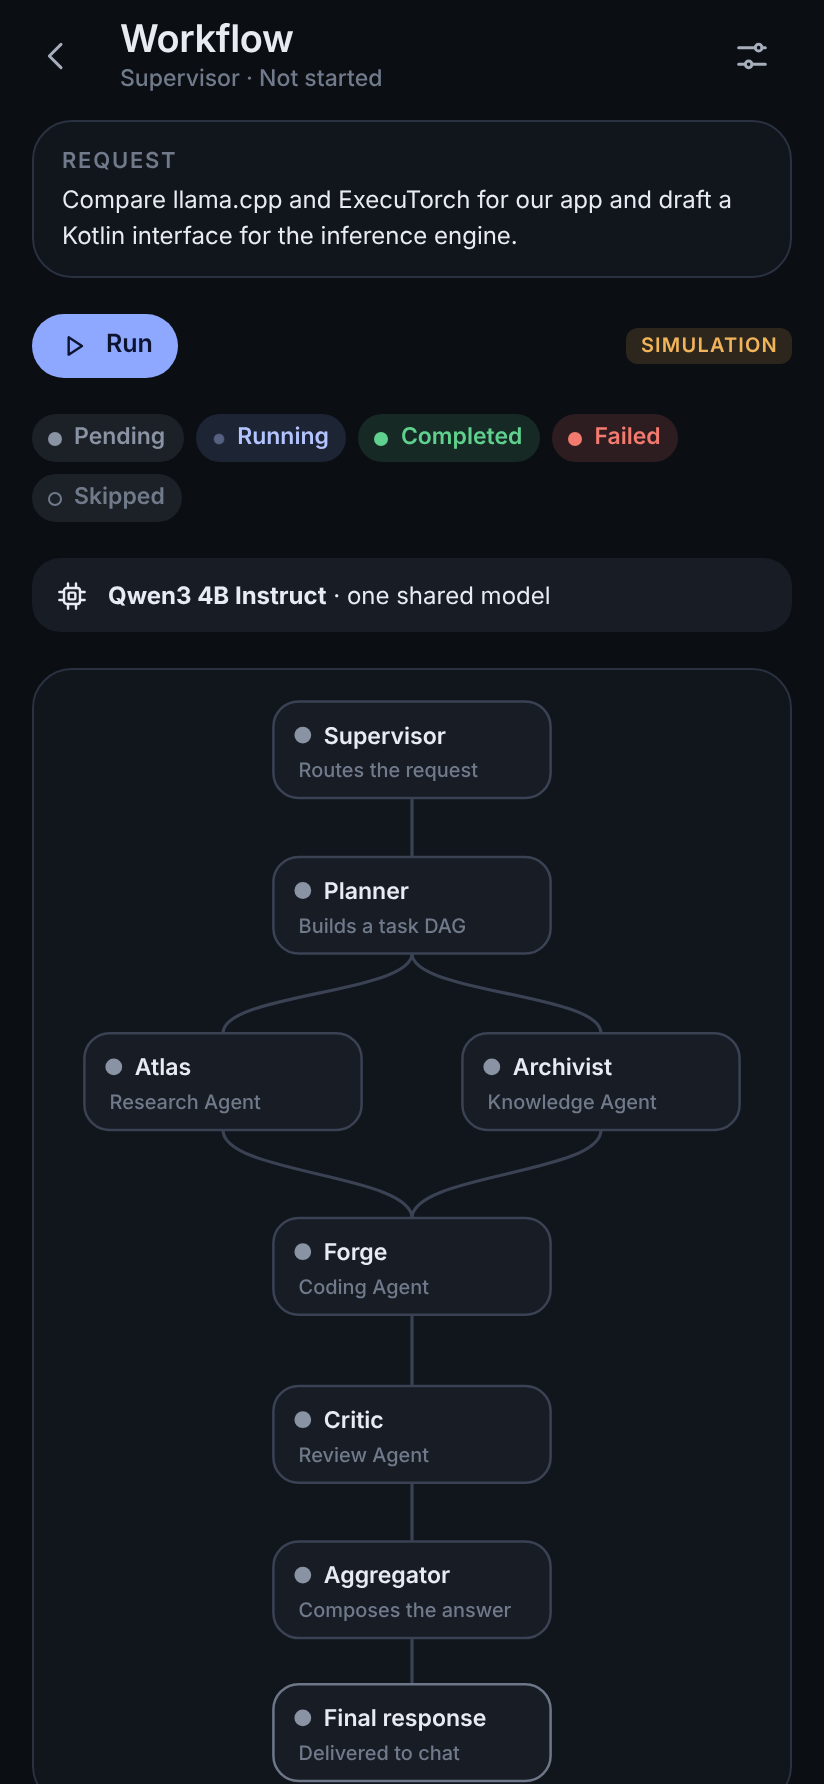 Workflow
Supervisor · Not started
REQUEST
Compare llama.cpp and ExecuTorch for our app and draft a
Kotlin interface for the inference engine.
Run
SIMULATION
Pending
Running
Completed
Failed
Skipped
Qwen3 4B Instruct · one shared model
Supervisor
Routes the request
Planner
Builds a task DAG
Atlas
Research Agent
Archivist
Knowledge Agent
Forge
Coding Agent
Critic
Review Agent
Aggregator
Composes the answer
Final response
Delivered to chat